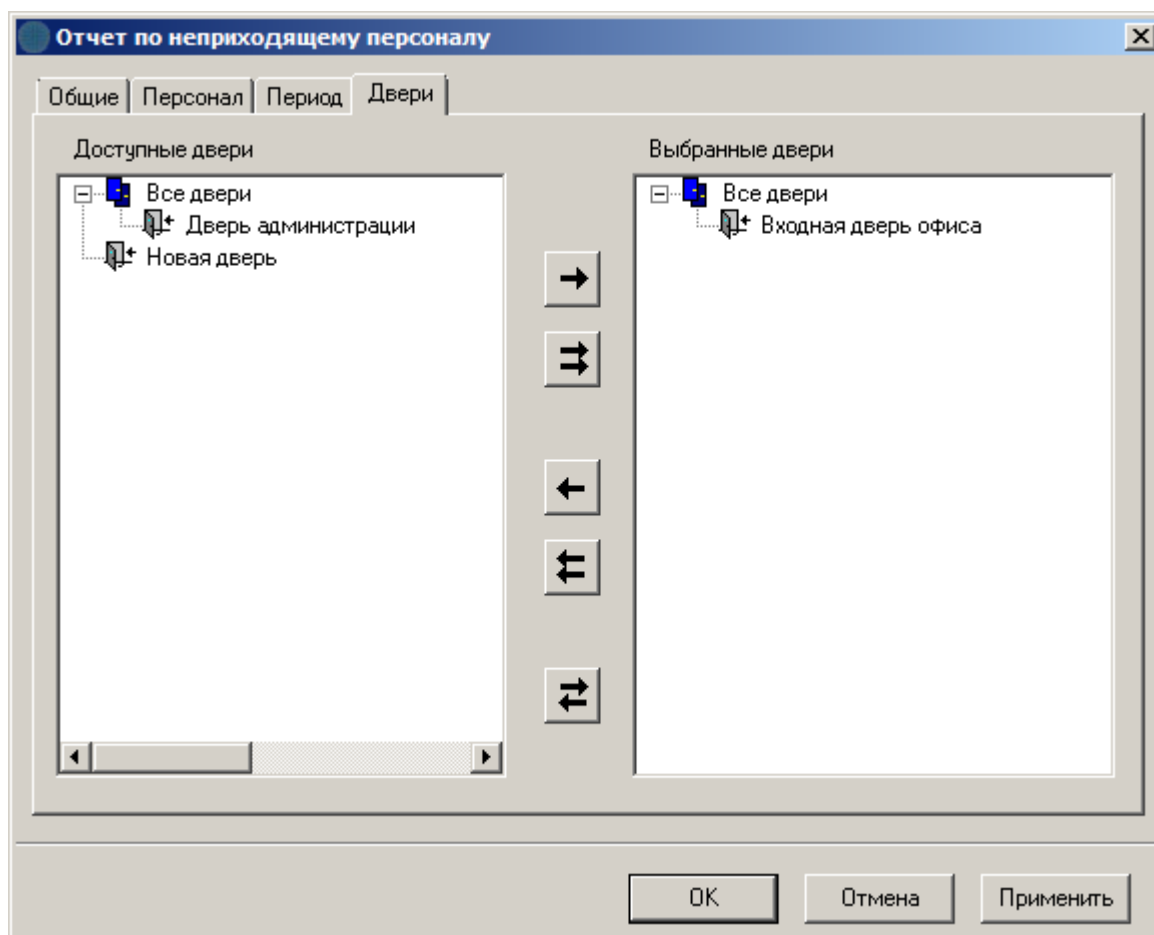 Отчет по неприходящему персоналу
Общие Персонал Период Двери
Доступные двери
Все двери
Дверь администрации
Новая дверь
Выбранные двери
Все двери
Входная дверь офиса
OK Отмена Применить